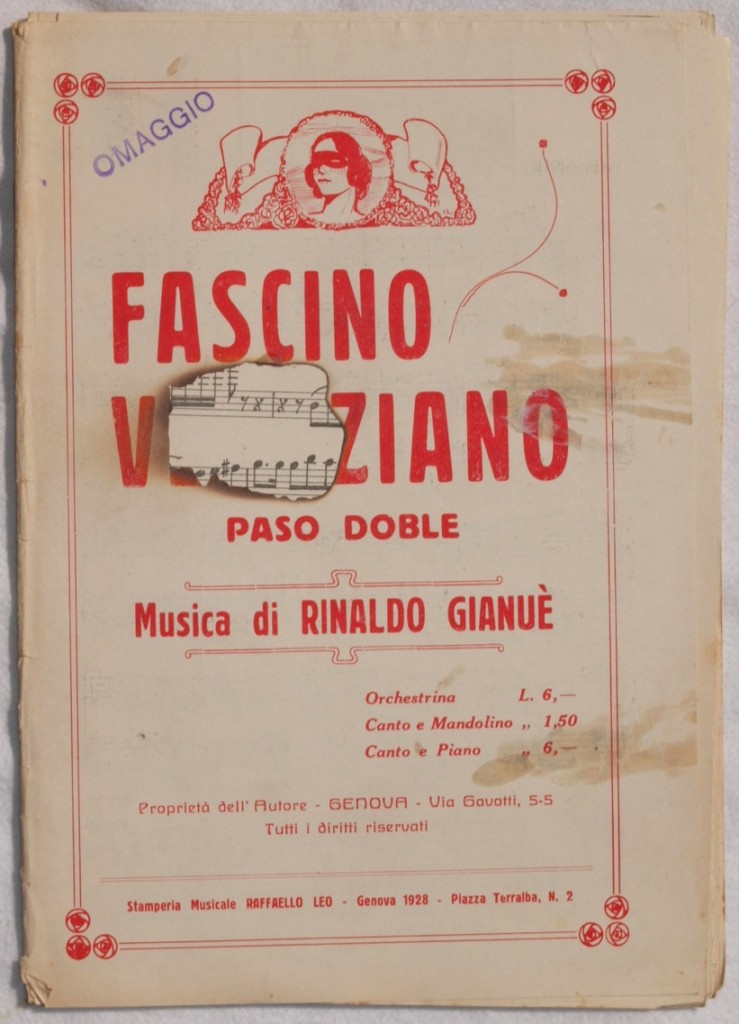 OMAGGIO
FASCINO
PASO DOBLE
Musica di RINALDO GIANUÈ
Orchestrina L. 6,—
Canto e Mandolino „ 1,50
Canto e Piano „ 6,—
Proprietà dell'Autore - GENOVA - Via Gavotti, 5-5
Tutti i diritti riservati
Stamperia Musicale RAFFAELLO LEO - Genova 1928 - Piazza Terralba, N. 2